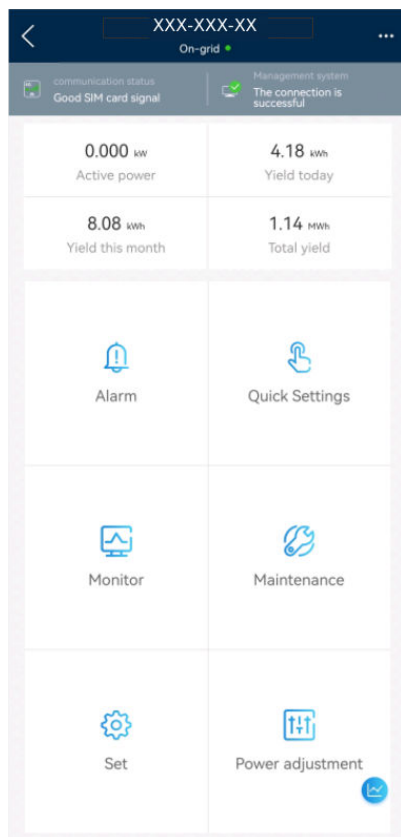 XXX-XXX-XX
On-grid
communication status
Good SIM card signal
Management system
The connection is
successful
0.000 kW
Active power
4.18 kWh
Yield today
8.08 kWh
Yield this month
1.14 MWh
Total yield
Alarm
Quick Settings
Monitor
Maintenance
Set
Power adjustment